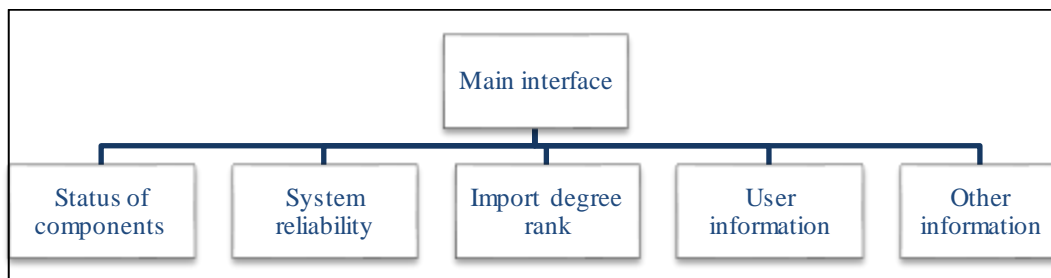 Main interface
Status of
components
System
reliability
Import degree
rank
User
information
Other
information